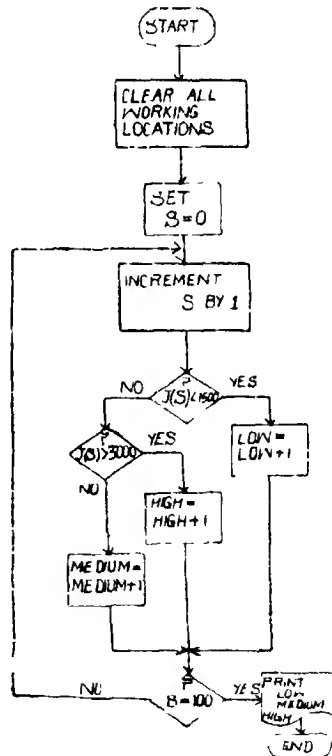 START
CLEAR ALL
WORKING
LOCATIONS
SET
S=0
INCREMENT
S BY 1
?
J(S)<1500
NO
YES
?
J(S)>3000
YES
NO
LOW=
LOW+1
HIGH=
HIGH+1
MEDIUM=
MEDIUM+1
?
S=100
NO
YES
PRINT
LOW
MEDIUM
HIGH
END